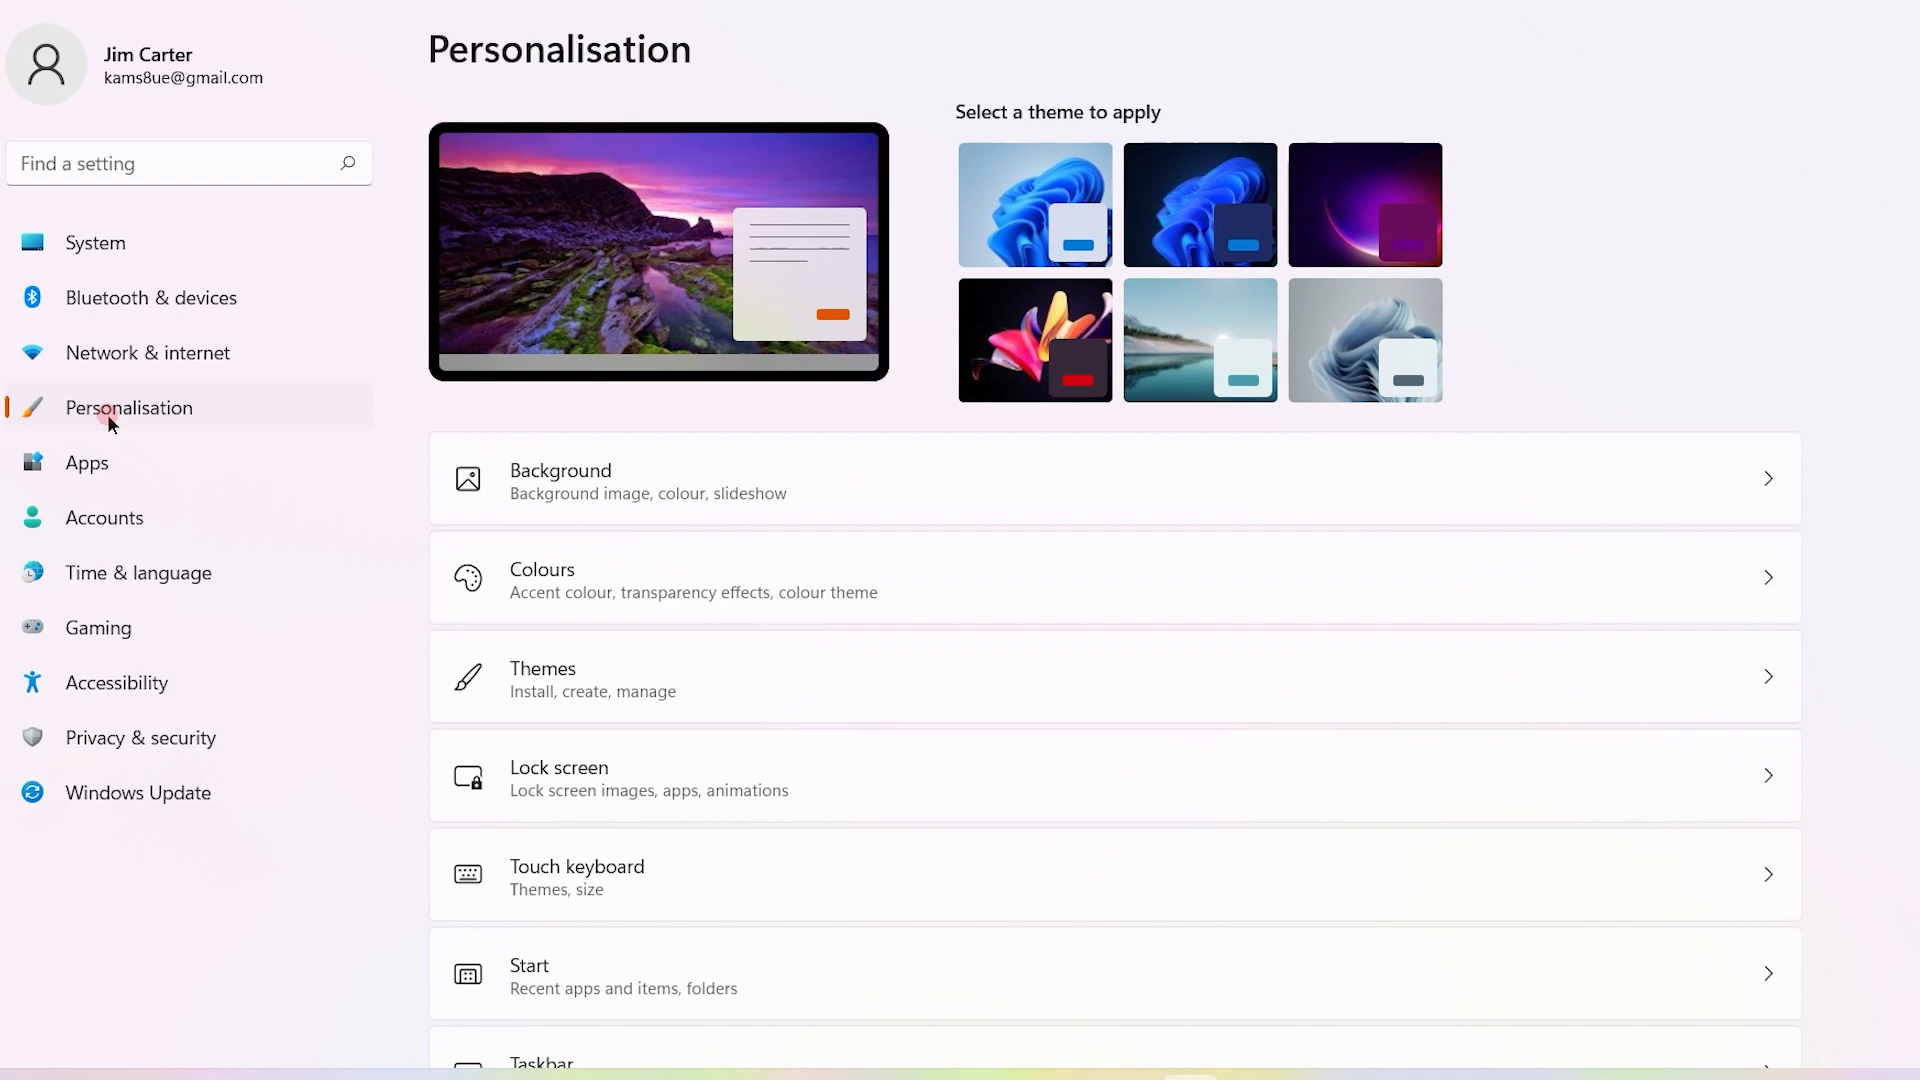 Jim Carter
kams8ue@gmail.com
Find a setting
System
Bluetooth & devices
Network & internet
Personalisation
Apps
Accounts
Time & language
Gaming
Accessibility
Privacy & security
Windows Update
Personalisation
Select a theme to apply
Background
Background image, colour, slideshow
Colours
Accent colour, transparency effects, colour theme
Themes
Install, create, manage
Lock screen
Lock screen images, apps, animations
Touch keyboard
Themes, size
Start
Recent apps and items, folders
Taskbar